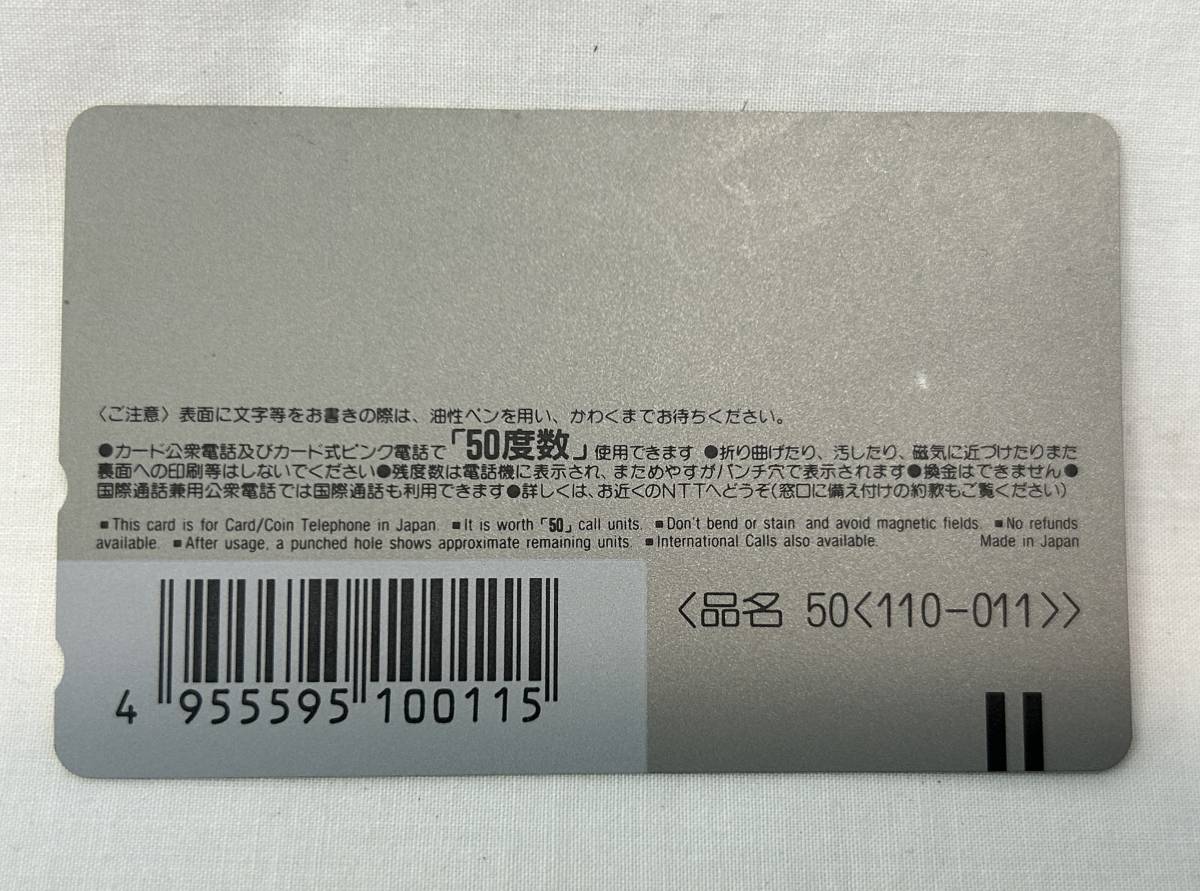 〈ご注意〉表面に文字等をお書きの際は、油性ペンを用い、かわくまでお待ちください。
●カード公衆電話及びカード式ピンク電話で「50度数」使用できます ●折り曲げたり、汚したり、磁気に近づけたりまた
裏面への印刷等はしないでください●残度数は電話機に表示され、まためやすがパンチ穴で表示されます●換金はできません●
国際通話兼用公衆電話では国際通話も利用できます●詳しくは、お近くのNTTへどうぞ(窓口に備え付けの約款もご覧ください)
■This card is for Card/Coin Telephone in Japan. ■It is worth「50」call units. ■Don't bend or stain and avoid magnetic fields. ■No refunds
available. ■After usage, a punched hole shows approximate remaining units. ■International Calls also available. Made in Japan
〈品名 50〈110-011〉〉
4 955595 100115